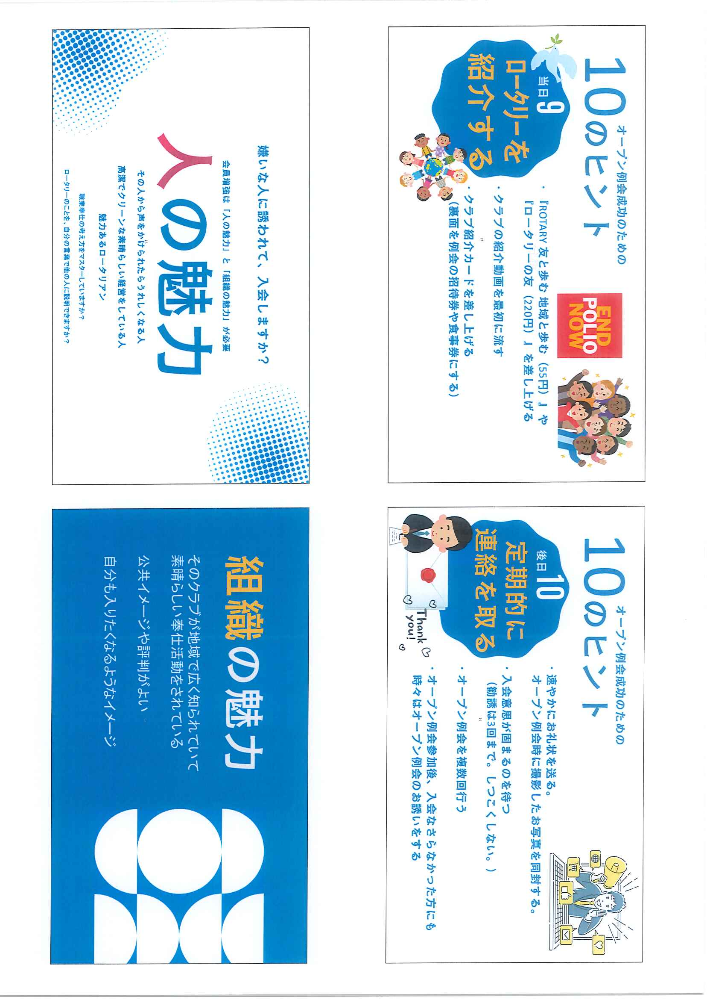 オープン例会成功のための
10のヒント
END
POLIO
NOW
当日9
ロータリーを
紹介する
・『ROTARY 友と歩む 地域と歩む（55円）』や
『ロータリーの友（220円）』を差し上げる
・クラブの紹介動画を最初に流す
・クラブ紹介カードを差し上げる
（裏面を例会の招待券や食事券にする）
13
オープン例会成功のための
10のヒント
後日10
定期的に
連絡を取る
Thank
you!
・速やかにお礼状を送る。
オープン例会時に撮影したお写真を同封する。
・入会意思が固まるのを待つ
（勧誘は3回まで。しつこくしない。）
・オープン例会を複数回行う
・オープン例会参加後、入会なさらなかった方にも
時々はオープン例会のお誘いをする
14
嫌いな人に誘われて、入会しますか？
会員増強は「人の魅力」と「組織の魅力」が必要
人の魅力
その人から声をかけられたらうれしくなる人
高潔でクリーンな素晴らしい経営をしている人
魅力あるロータリアン
職業奉仕の考え方をマスターしていますか？
ロータリーのことを、自分の言葉で他の人に説明できますか？
組織の魅力
そのクラブが地域で広く知られていて
素晴らしい奉仕活動をされている
公共イメージや評判がよい
自分も入りたくなるようなイメージ